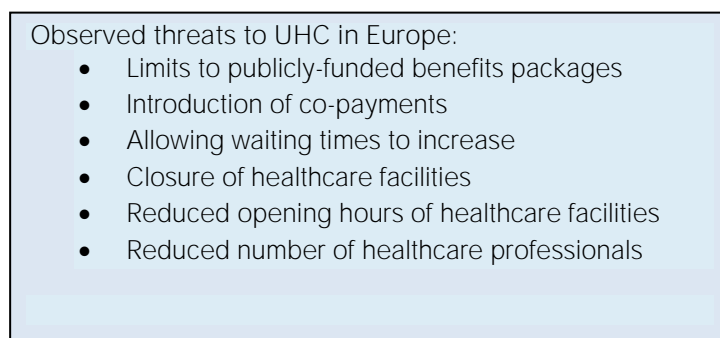 Observed threats to UHC in Europe:
• Limits to publicly-funded benefits packages
• Introduction of co-payments
• Allowing waiting times to increase
• Closure of healthcare facilities
• Reduced opening hours of healthcare facilities
• Reduced number of healthcare professionals